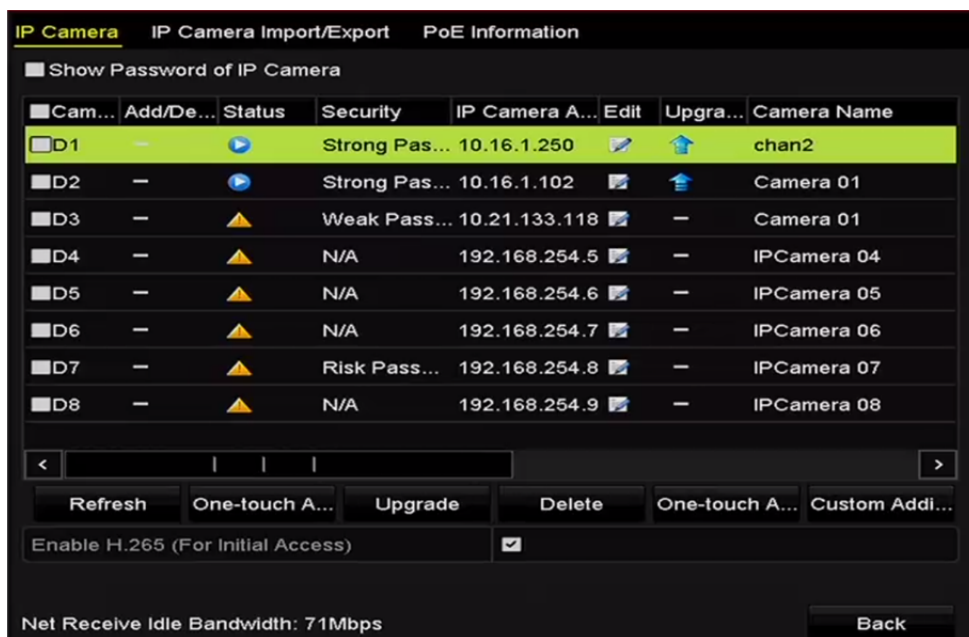 IP Camera IP Camera Import/Export PoE Information
Show Password of IP Camera
Cam... Add/De... Status Security IP Camera A... Edit Upgra... Camera Name
D1 — Strong Pas... 10.16.1.250 chan2
D2 — Strong Pas... 10.16.1.102 Camera 01
D3 — Weak Pass... 10.21.133.118 — Camera 01
D4 — N/A 192.168.254.5 — IPCamera 04
D5 — N/A 192.168.254.6 — IPCamera 05
D6 — N/A 192.168.254.7 — IPCamera 06
D7 — Risk Pass... 192.168.254.8 — IPCamera 07
D8 — N/A 192.168.254.9 — IPCamera 08
< >
Refresh One-touch A... Upgrade Delete One-touch A... Custom Addi...
Enable H.265 (For Initial Access)
Net Receive Idle Bandwidth: 71Mbps Back